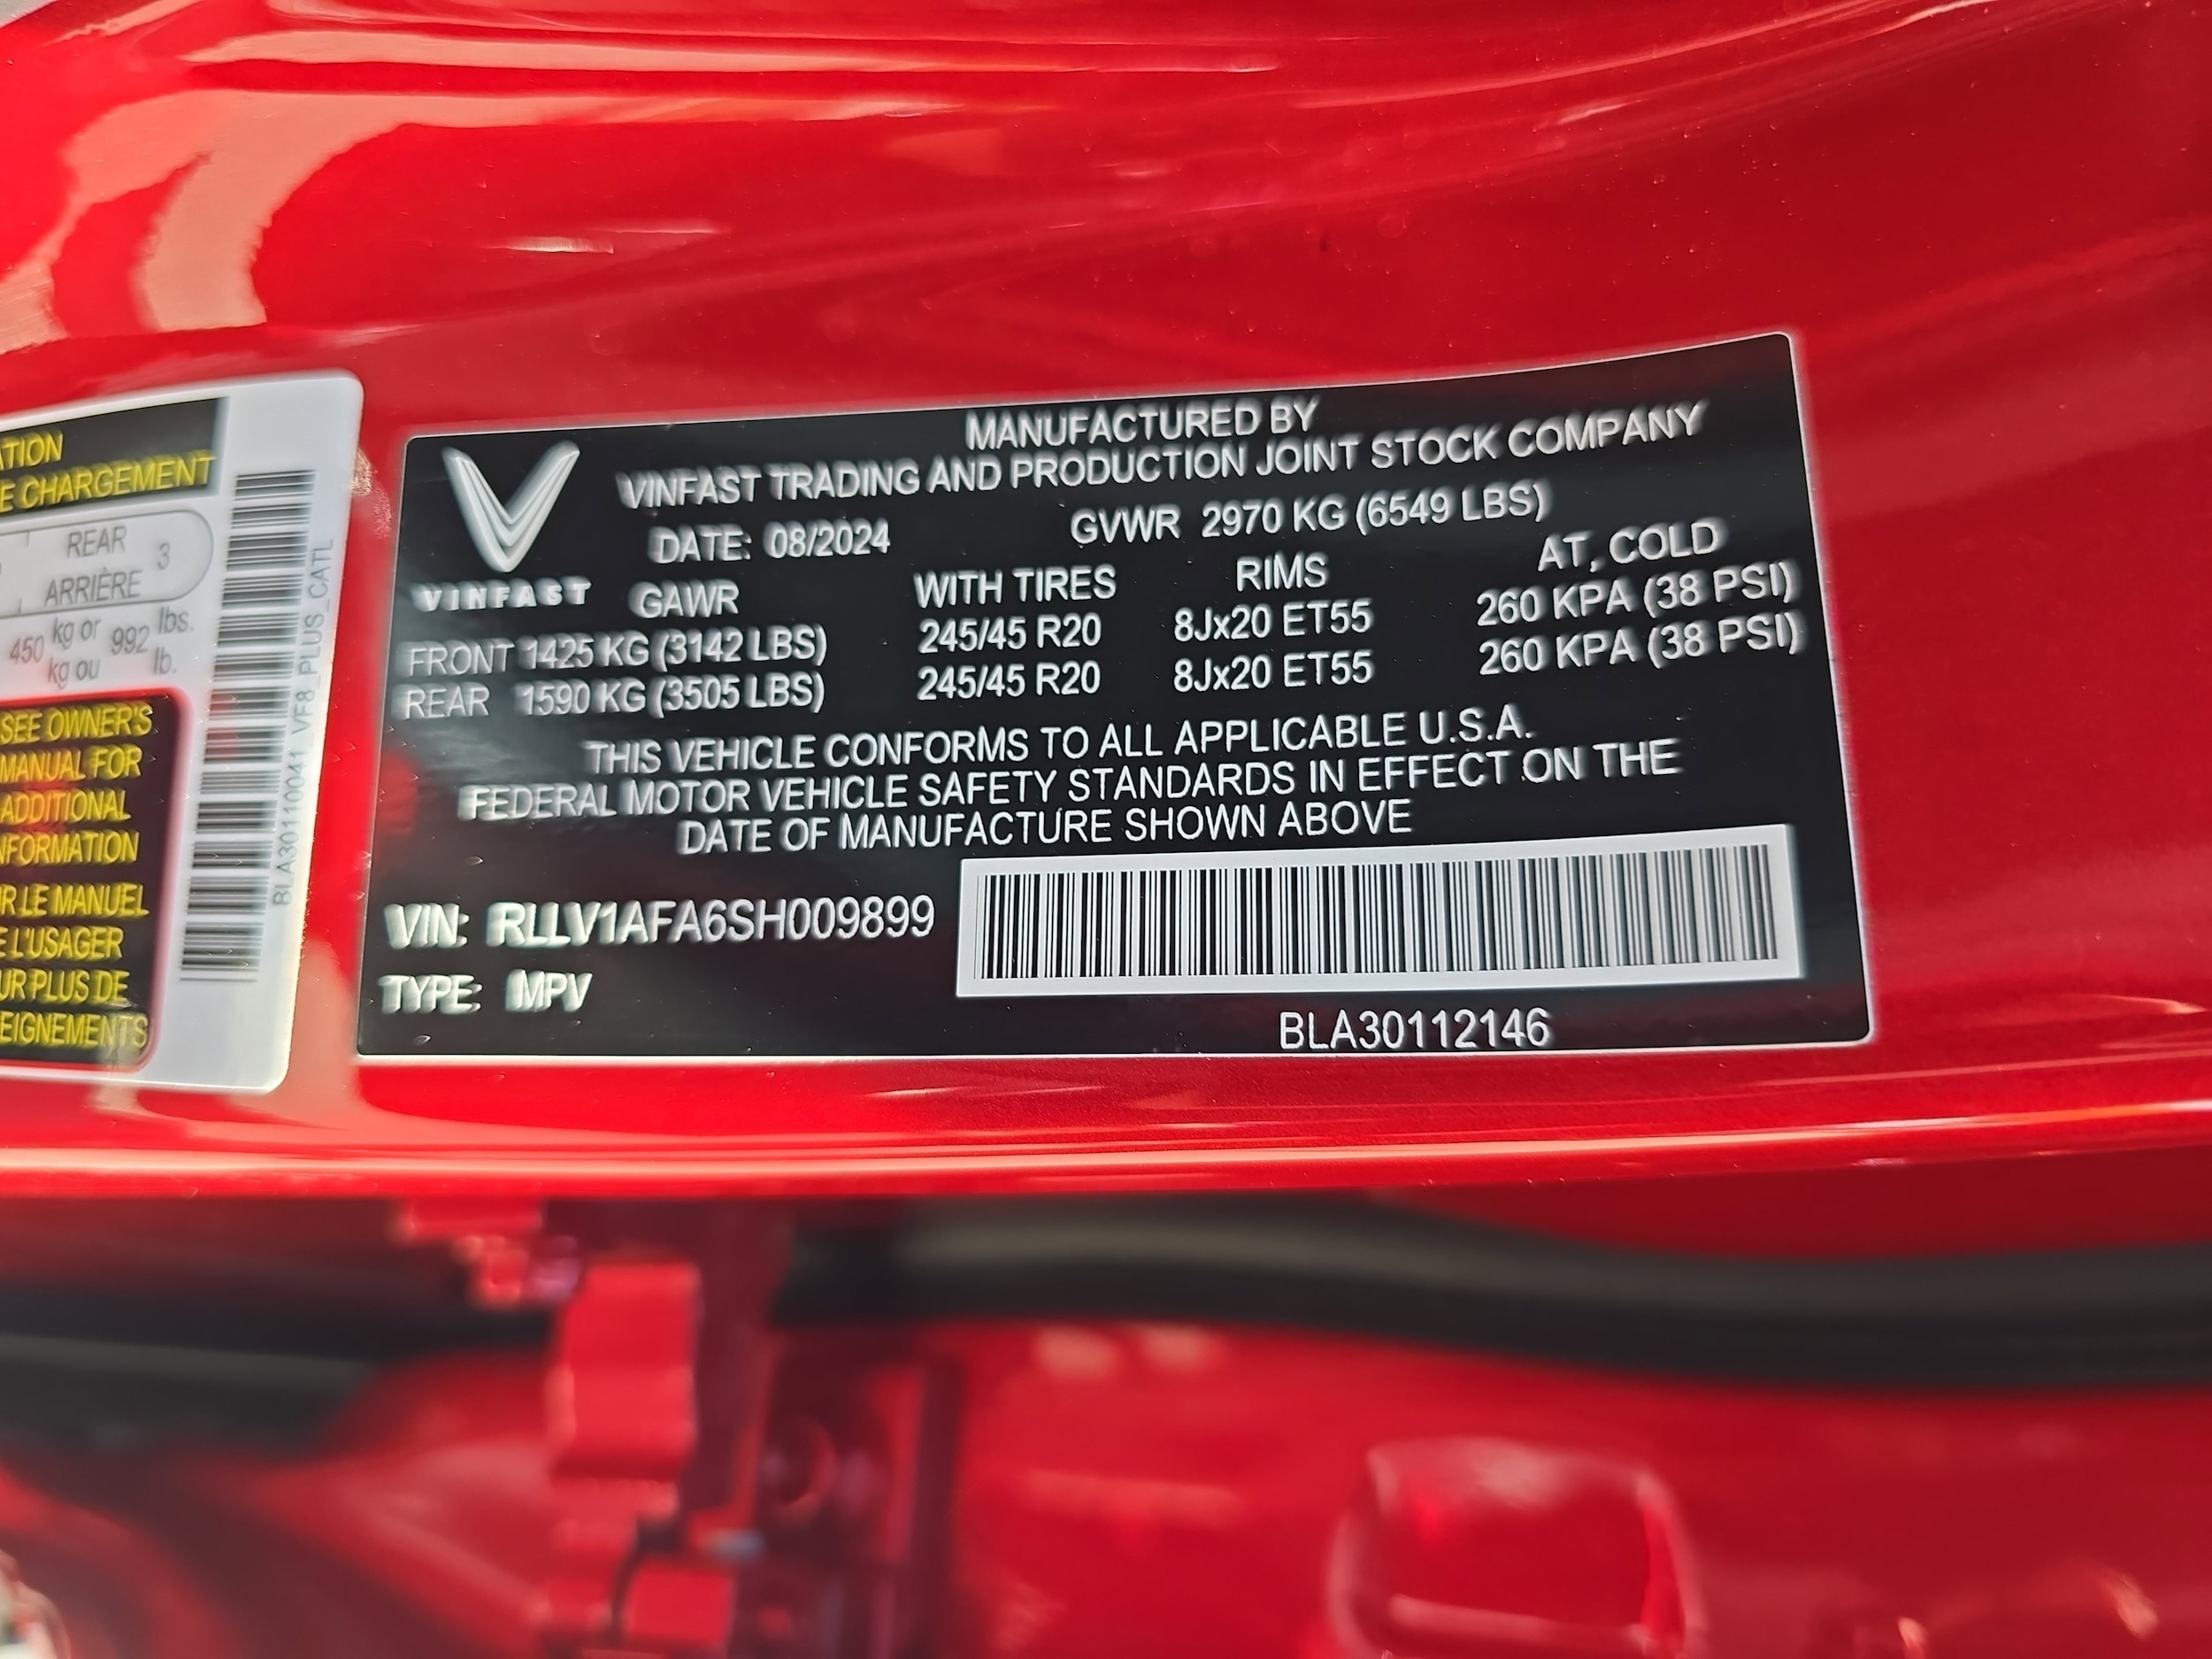 ATION
E CHARGEMENT
REAR 3
ARRIÈRE
450 kg or 992 lbs.
kg ou lb.
SEE OWNER'S
MANUAL FOR
ADDITIONAL
NFORMATION
R LE MANUEL
E L'USAGER
UR PLUS DE
EIGNEMENTS
BLA30110041_VF8_PLUS_CATL
MANUFACTURED BY
VINFAST TRADING AND PRODUCTION JOINT STOCK COMPANY
DATE: 08/2024 GVWR 2970 KG (6549 LBS)
VINFAST GAWR WITH TIRES RIMS AT, COLD
FRONT 1425 KG (3142 LBS) 245/45 R20 8Jx20 ET55 260 KPA (38 PSI)
REAR 1590 KG (3505 LBS) 245/45 R20 8Jx20 ET55 260 KPA (38 PSI)
THIS VEHICLE CONFORMS TO ALL APPLICABLE U.S.A.
FEDERAL MOTOR VEHICLE SAFETY STANDARDS IN EFFECT ON THE
DATE OF MANUFACTURE SHOWN ABOVE
VIN: RLLV1AFA6SH009899
TYPE: MPV
BLA30112146